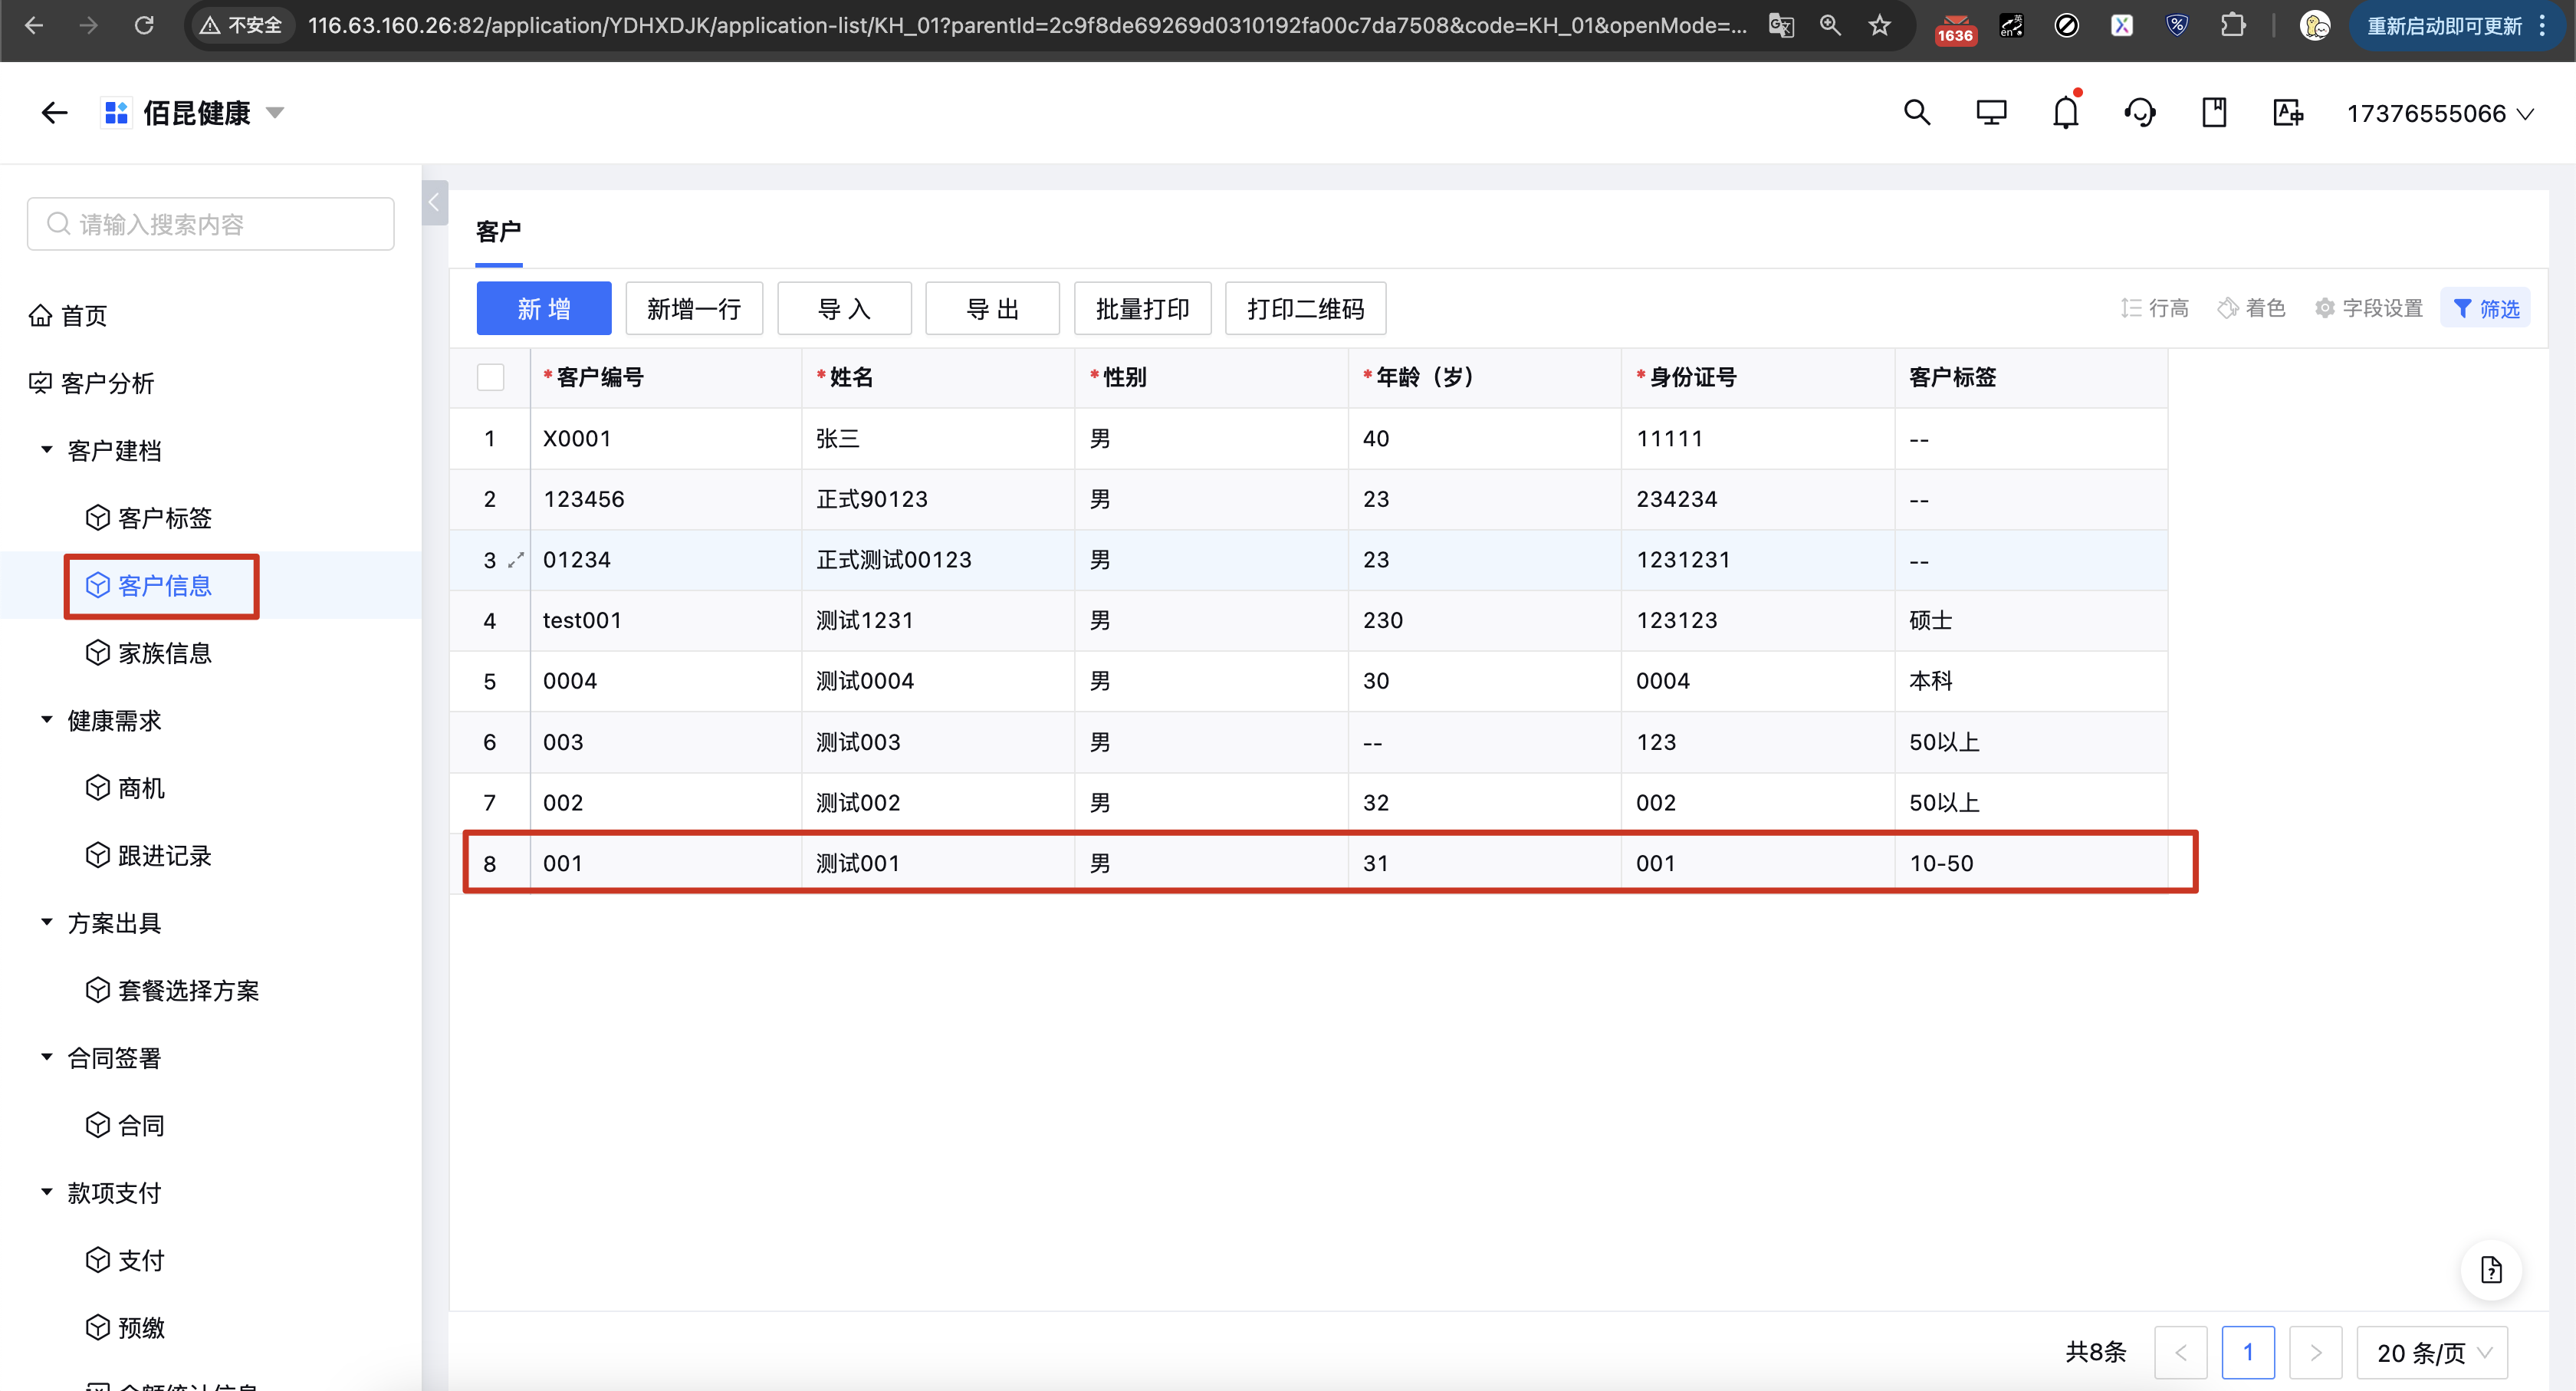 不安全 116.63.160.26:82/application/YDHXDJK/application-list/KH_01?parentId=2c9f8de69269d0310192fa00c7da7508&code=KH_01&openMode=... 1636 重新启动即可更新
佰昆健康 17376555066
请输入搜索内容
首页
客户分析
客户建档
客户标签
客户信息
家族信息
健康需求
商机
跟进记录
方案出具
套餐选择方案
合同签署
合同
款项支付
支付
预缴
客户
新增 新增一行 导入 导出 批量打印 打印二维码 行高 着色 字段设置 筛选
*客户编号 *姓名 *性别 *年龄（岁） *身份证号 客户标签
1 X0001 张三 男 40 11111 --
2 123456 正式90123 男 23 234234 --
3 01234 正式测试00123 男 23 1231231 --
4 test001 测试1231 男 230 123123 硕士
5 0004 测试0004 男 30 0004 本科
6 003 测试003 男 -- 123 50以上
7 002 测试002 男 32 002 50以上
8 001 测试001 男 31 001 10-50
共8条 1 20 条/页